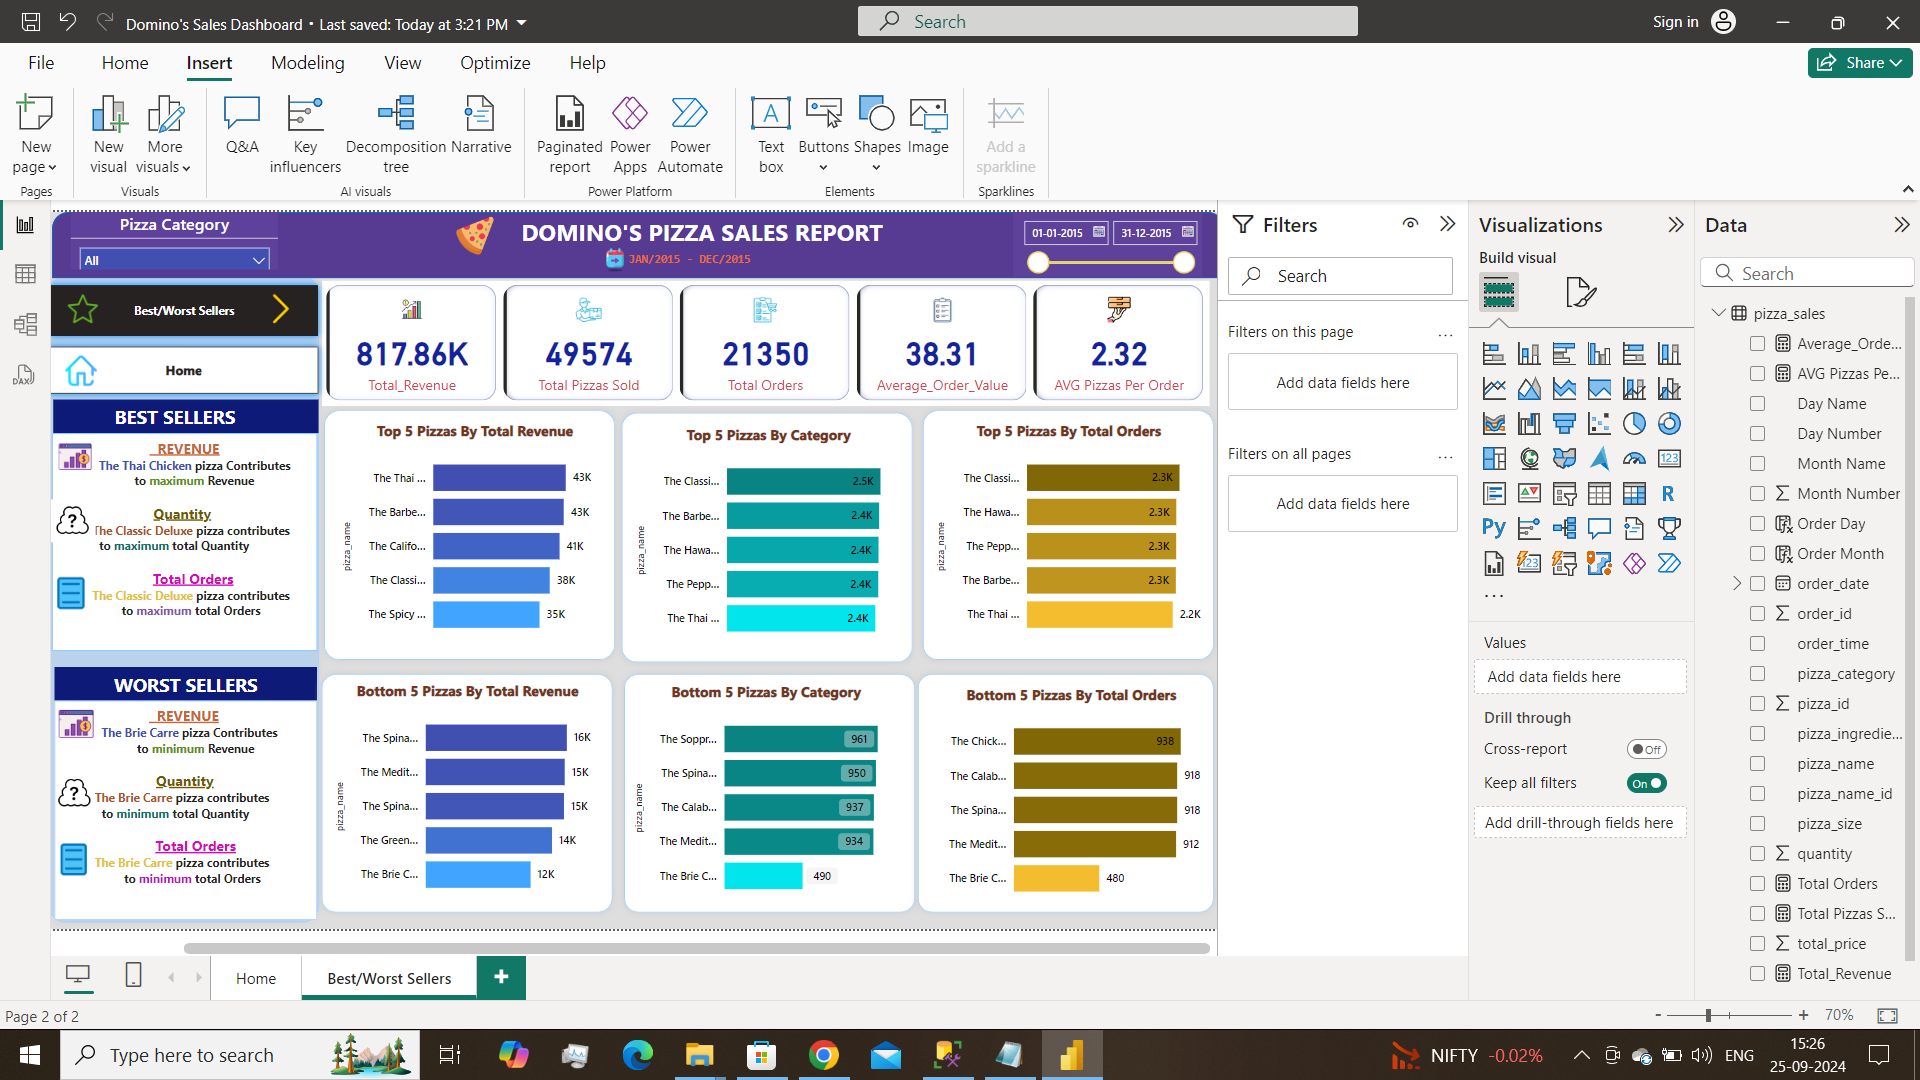 Domino's Sales Dashboard • Last saved: Today at 3:21 PM
Search
Sign in
File Home Insert Modeling View Optimize Help
Share
New page
New visual
More visuals
Q&A
Key influencers
Decomposition tree
Narrative
Paginated report
Power Apps
Power Automate
Text box
Buttons
Shapes
Image
Add a sparkline
Pages
Visuals
AI visuals
Power Platform
Elements
Sparklines
Pizza Category
All
DOMINO'S PIZZA SALES REPORT
JAN/2015 - DEC/2015
01-01-2015
31-12-2015
Best/Worst Sellers
Home
817.86K
Total_Revenue
49574
Total Pizzas Sold
21350
Total Orders
38.31
Average_Order_Value
2.32
AVG Pizzas Per Order
BEST SELLERS
REVENUE
The Thai Chicken pizza Contributes
to maximum Revenue
Quantity
The Classic Deluxe pizza contributes
to maximum total Quantity
Total Orders
The Classic Deluxe pizza contributes
to maximum total Orders
WORST SELLERS
REVENUE
The Brie Carre pizza Contributes
to minimum Revenue
Quantity
The Brie Carre pizza contributes
to minimum total Quantity
Total Orders
The Brie Carre pizza contributes
to minimum total Orders
Top 5 Pizzas By Total Revenue
pizza_name
The Thai ... 43K
The Barbe... 43K
The Califo... 41K
The Classi... 38K
The Spicy ... 35K
Top 5 Pizzas By Category
pizza_name
The Classi... 2.5K
The Barbe... 2.4K
The Hawa... 2.4K
The Pepp... 2.4K
The Thai ... 2.4K
Top 5 Pizzas By Total Orders
pizza_name
The Classi... 2.3K
The Hawa... 2.3K
The Pepp... 2.3K
The Barbe... 2.3K
The Thai ... 2.2K
Bottom 5 Pizzas By Total Revenue
pizza_name
The Spina... 16K
The Medit... 15K
The Spina... 15K
The Green... 14K
The Brie C... 12K
Bottom 5 Pizzas By Category
pizza_name
The Soppr... 961
The Spina... 950
The Calab... 937
The Medit... 934
The Brie C... 490
Bottom 5 Pizzas By Total Orders
The Chick... 938
The Calab... 918
The Spina... 918
The Medit... 912
The Brie C... 480
Filters
Search
Filters on this page ...
Add data fields here
Filters on all pages ...
Add data fields here
Visualizations
Build visual
123
R
Py
123
...
Values
Add data fields here
Drill through
Cross-report Off
Keep all filters On
Add drill-through fields here
Data
Search
pizza_sales
Average_Orde...
AVG Pizzas Pe...
Day Name
Day Number
Month Name
Month Number
Order Day
Order Month
order_date
order_id
order_time
pizza_category
pizza_id
pizza_ingredie...
pizza_name
pizza_name_id
pizza_size
quantity
Total Orders
Total Pizzas S...
total_price
Total_Revenue
DAX
Home
Best/Worst Sellers
+
Page 2 of 2
- + 70%
Type here to search
NIFTY -0.02%
ENG
15:26
25-09-2024